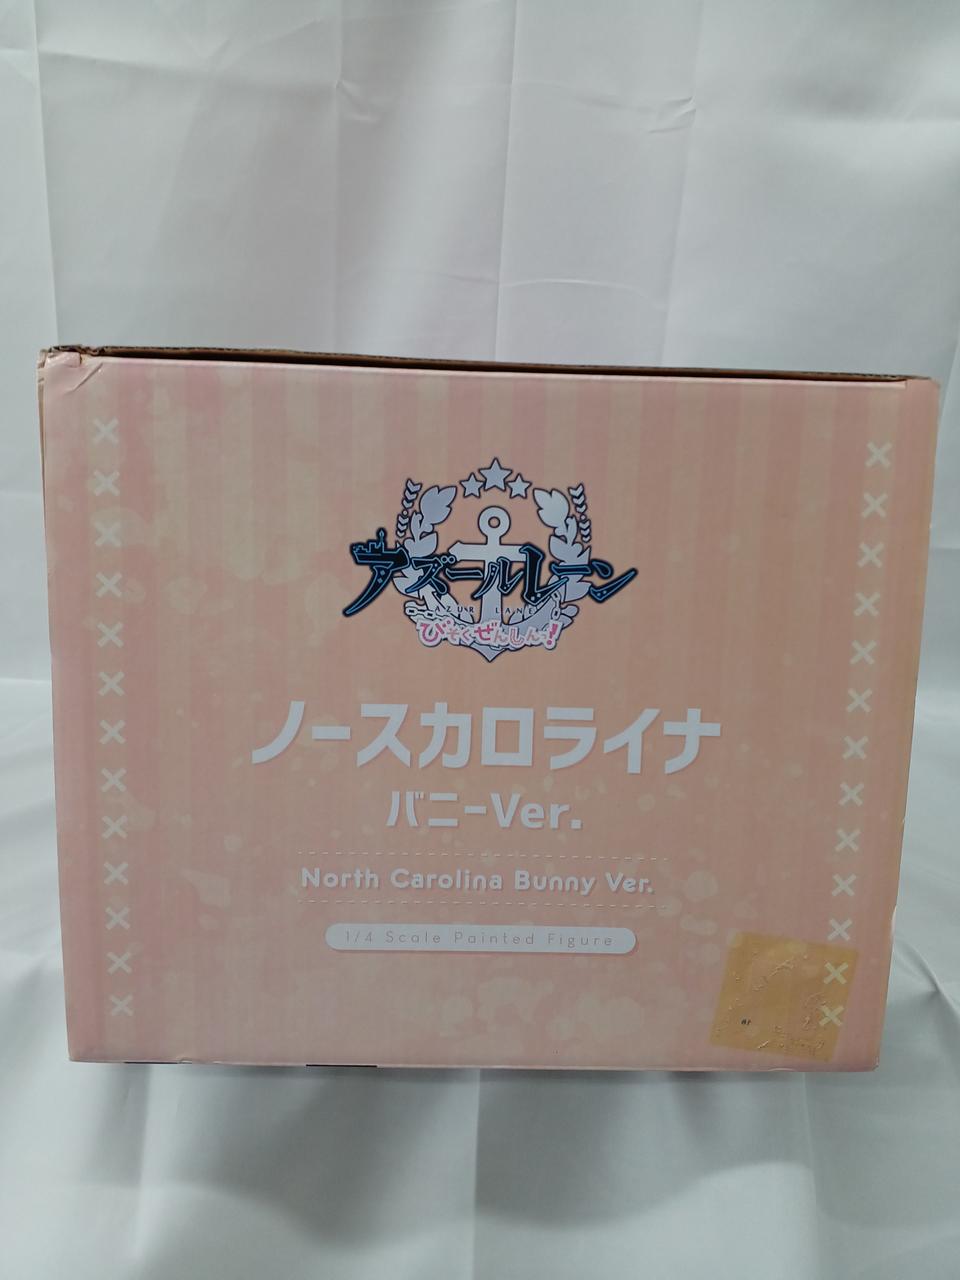 アズールレーン
AZUR LANE
びそくぜんしんっ!
ノースカロライナ
バニーVer.
North Carolina Bunny Ver.
1/4 Scale Painted Figure